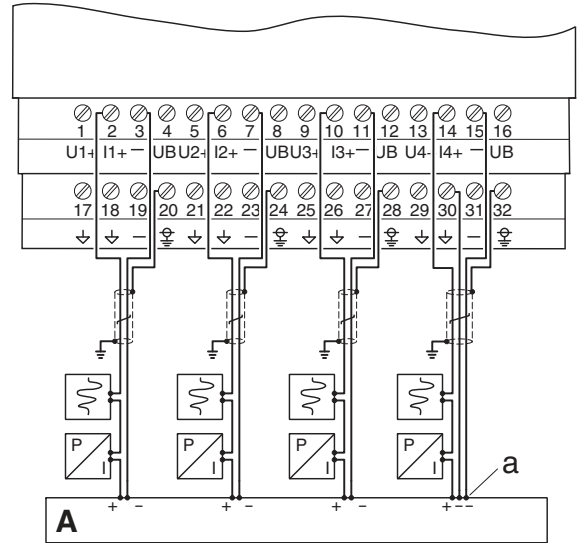 1 2 3 4 5 6 7 8 9 10 11 12 13 14 15 16
U1+ I1+ — UB U2+ I2+ — UB U3+ I3+ — UB U4- I4+ — UB
17 18 19 20 21 22 23 24 25 26 27 28 29 30 31 32
P I P I P I P I
a
A + − + − + − + − −